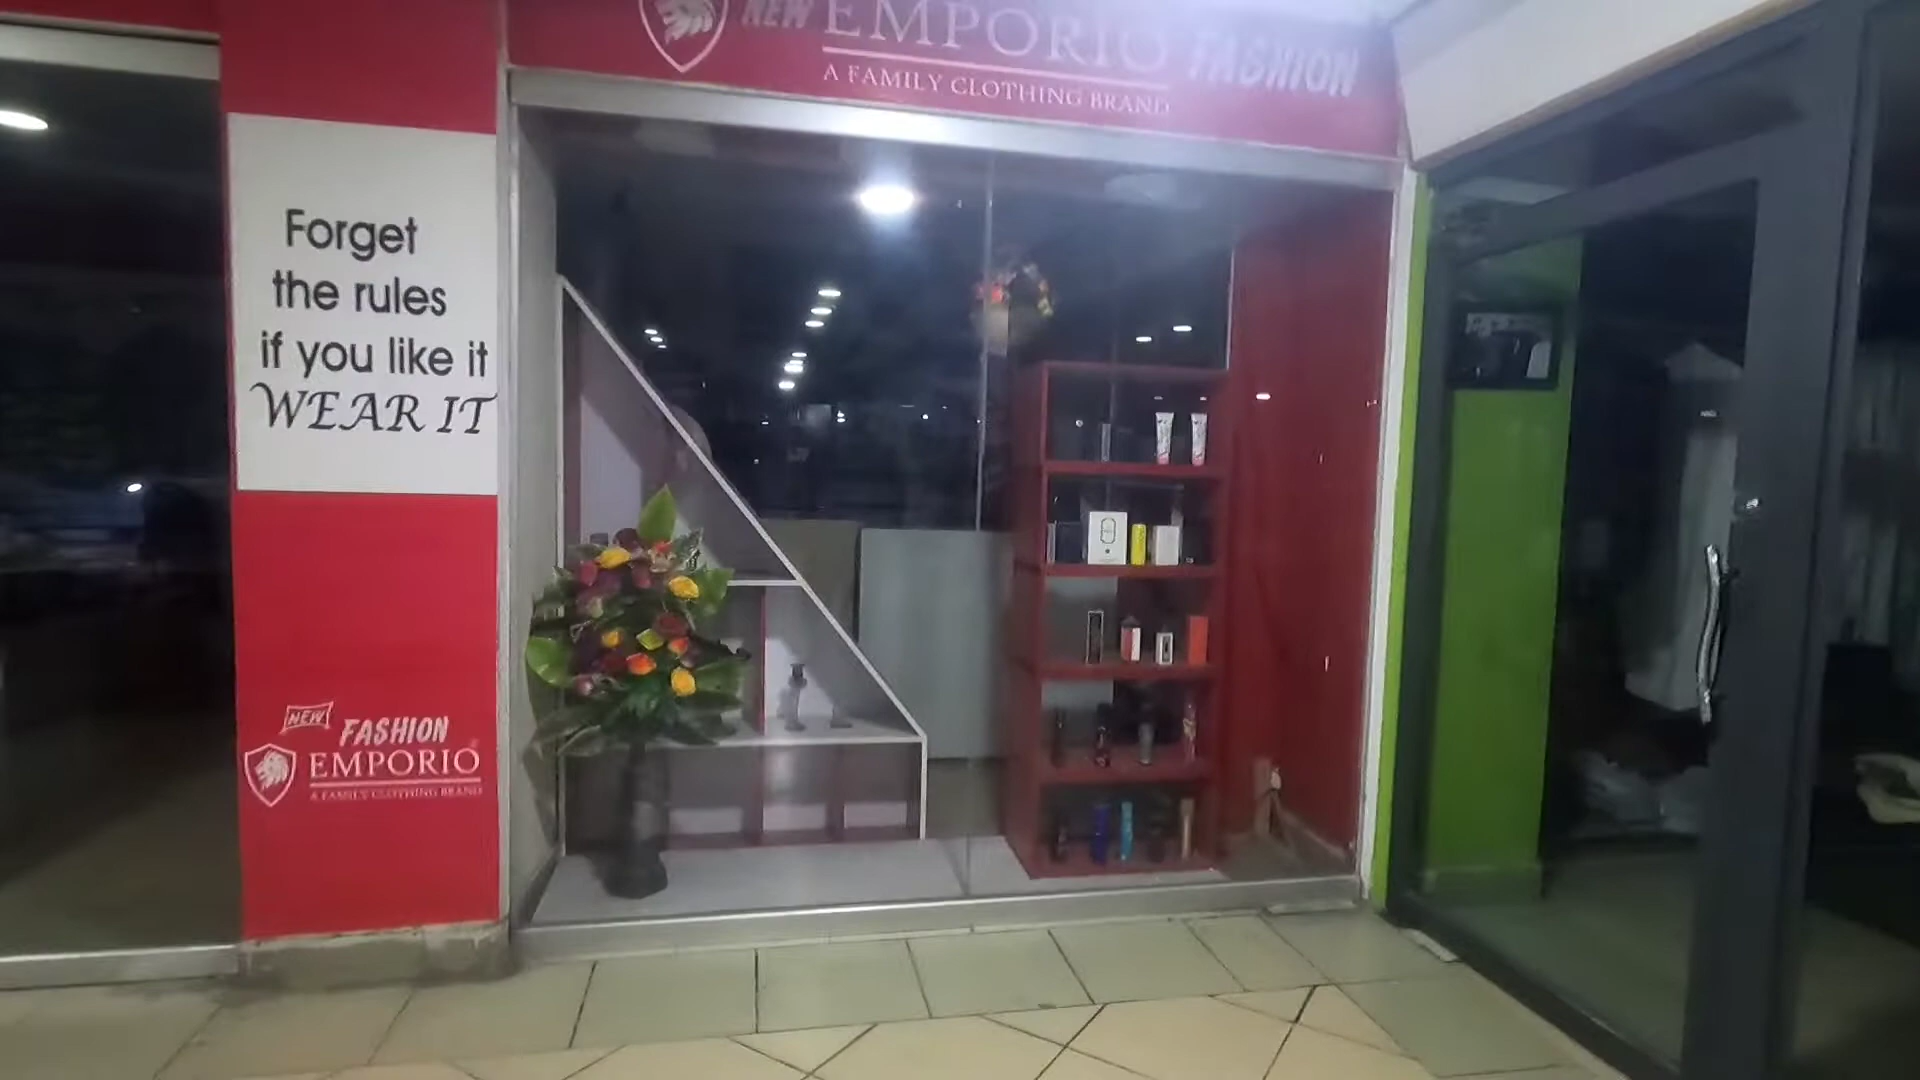 NEW EMPORIO FASHION
A FAMILY CLOTHING BRAND
Forget
the rules
if you like it
WEAR IT
NEW
FASHION
EMPORIO
A FAMILY CLOTHING BRAND